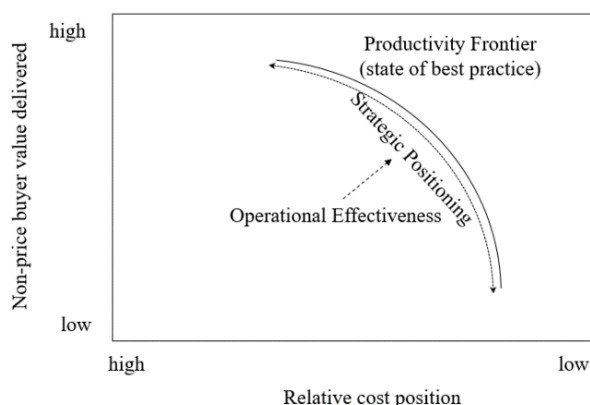 high
Productivity Frontier
(state of best practice)
Strategic Positioning
Operational Effectiveness
Non-price buyer value delivered
low
high
low
Relative cost position